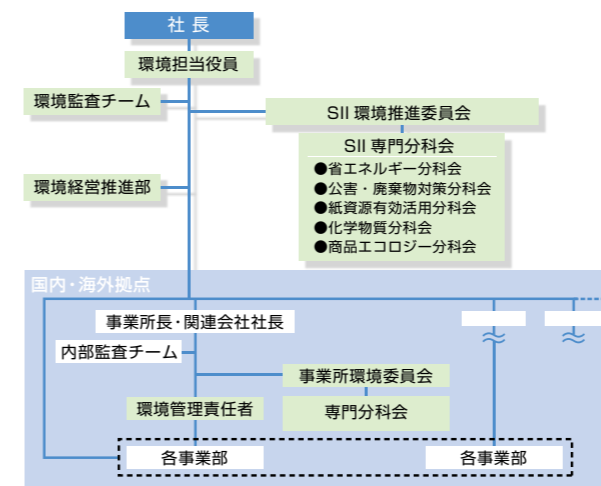 社 長
環境担当役員
環境監査チーム
SII 環境推進委員会
SII 専門分科会
●省エネルギー分科会
●公害・廃棄物対策分科会
●紙資源有効活用分科会
●化学物質分科会
●商品エコロジー分科会
環境経営推進部
国内・海外拠点
事業所長・関連会社社長
内部監査チーム
事業所環境委員会
環境管理責任者
専門分科会
各事業部
各事業部